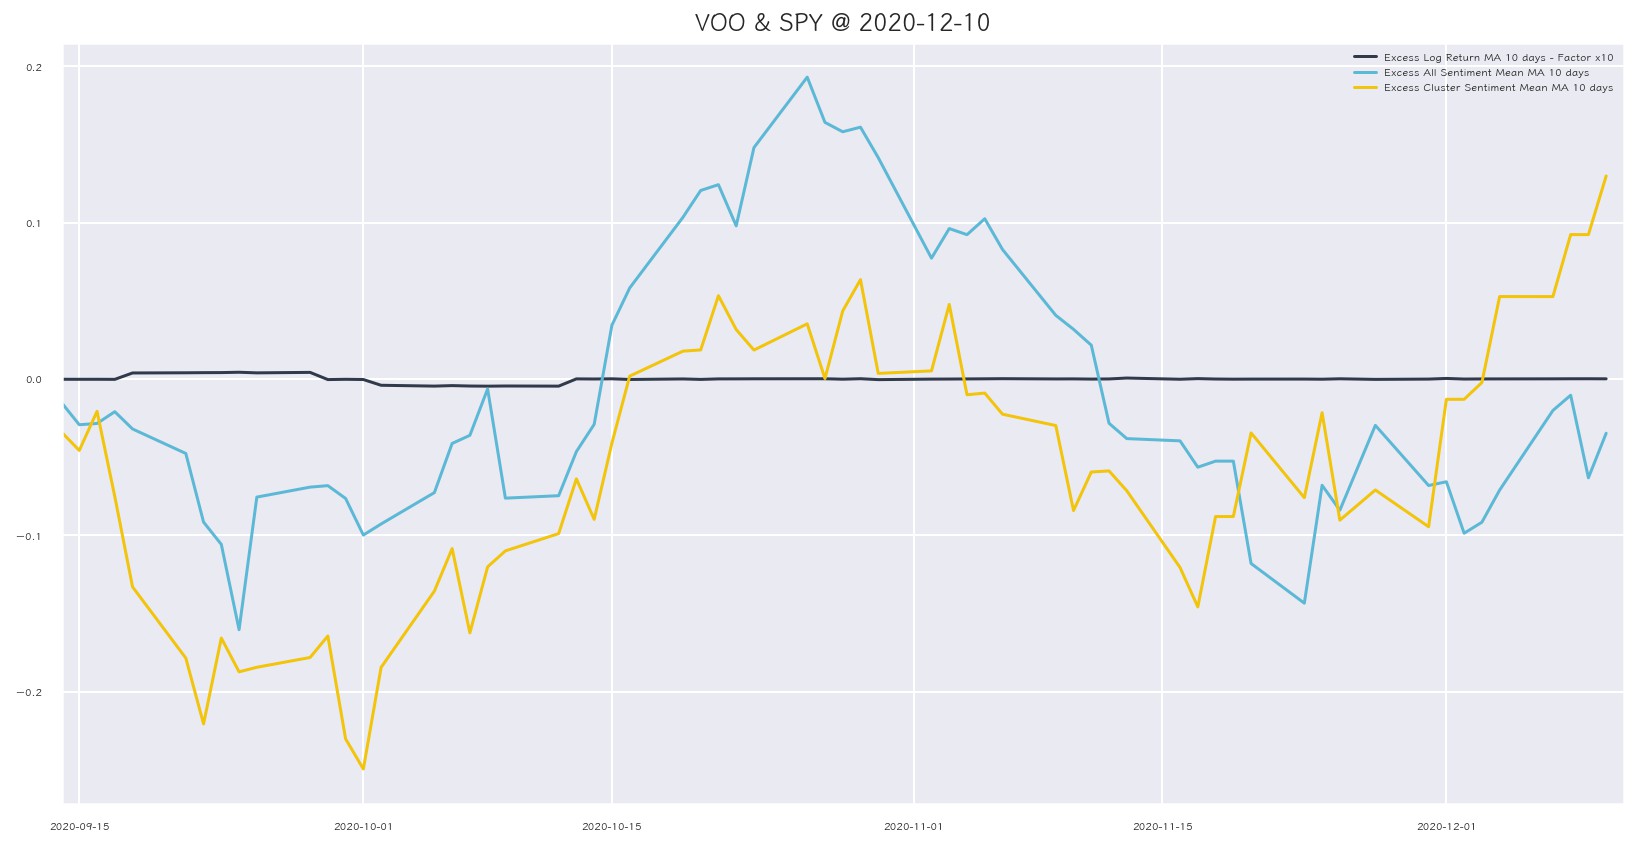 VOO & SPY @ 2020-12-10
Excess Log Return MA 10 days - Factor x10
Excess All Sentiment Mean MA 10 days
Excess Cluster Sentiment Mean MA 10 days
0.2
0.1
0.0
−0.1
−0.2
2020-09-15 2020-10-01 2020-10-15 2020-11-01 2020-11-15 2020-12-01